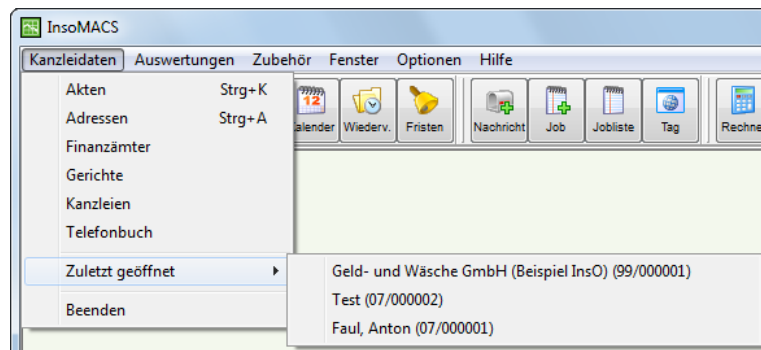 InsoMACS
Kanzleidaten Auswertungen Zubehör Fenster Optionen Hilfe
Akten Strg+K
Adressen Strg+A
Finanzämter
Gerichte
Kanzleien
Telefonbuch
Zuletzt geöffnet
Beenden
12
alender Wiederv. Fristen Nachricht Job Jobliste Tag Rechne
Geld- und Wäsche GmbH (Beispiel InsO) (99/000001)
Test (07/000002)
Faul, Anton (07/000001)